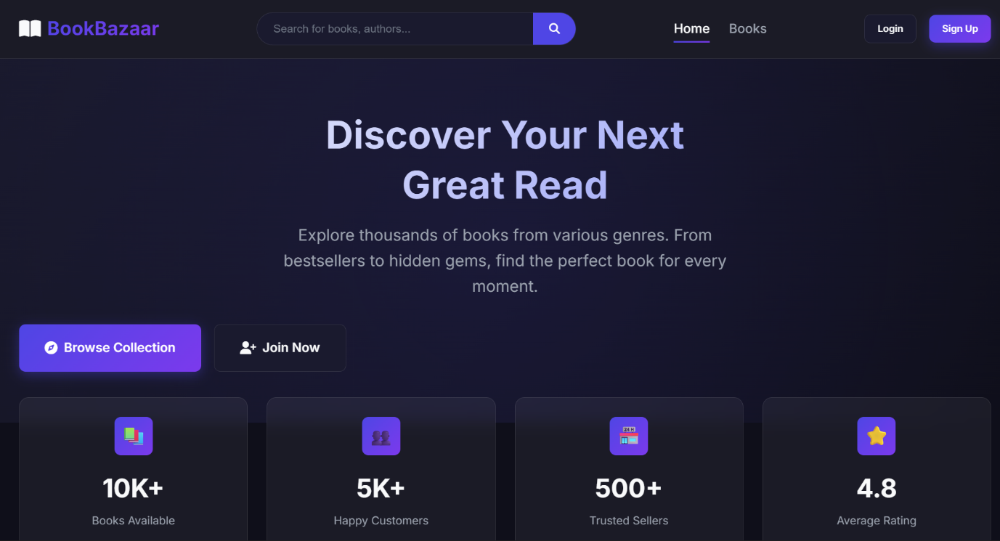 BookBazaar
Search for books, authors...
Home
Books
Login
Sign Up
Discover Your Next
Great Read
Explore thousands of books from various genres. From
bestsellers to hidden gems, find the perfect book for every
moment.
Browse Collection
Join Now
24H
10K+
5K+
500+
4.8
Books Available
Happy Customers
Trusted Sellers
Average Rating